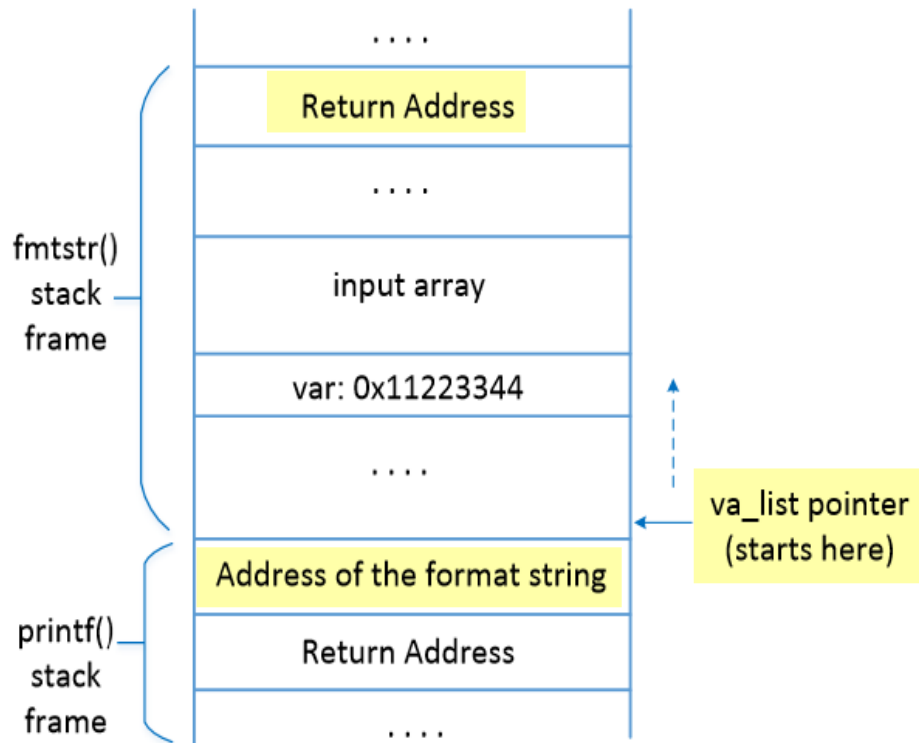 . . . .
Return Address
. . . .
fmtstr()
stack
frame
input array
var: 0x11223344
. . . .
va_list pointer
(starts here)
Address of the format string
printf()
stack
frame
Return Address
. . . .